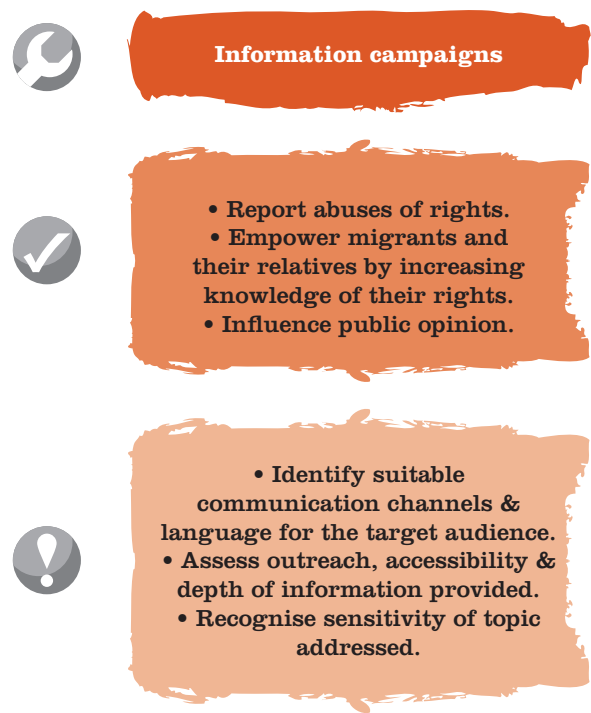 Information campaigns
• Report abuses of rights.
• Empower migrants and
their relatives by increasing
knowledge of their rights.
• Influence public opinion.
• Identify suitable
communication channels &
language for the target audience.
• Assess outreach, accessibility &
depth of information provided.
• Recognise sensitivity of topic
addressed.